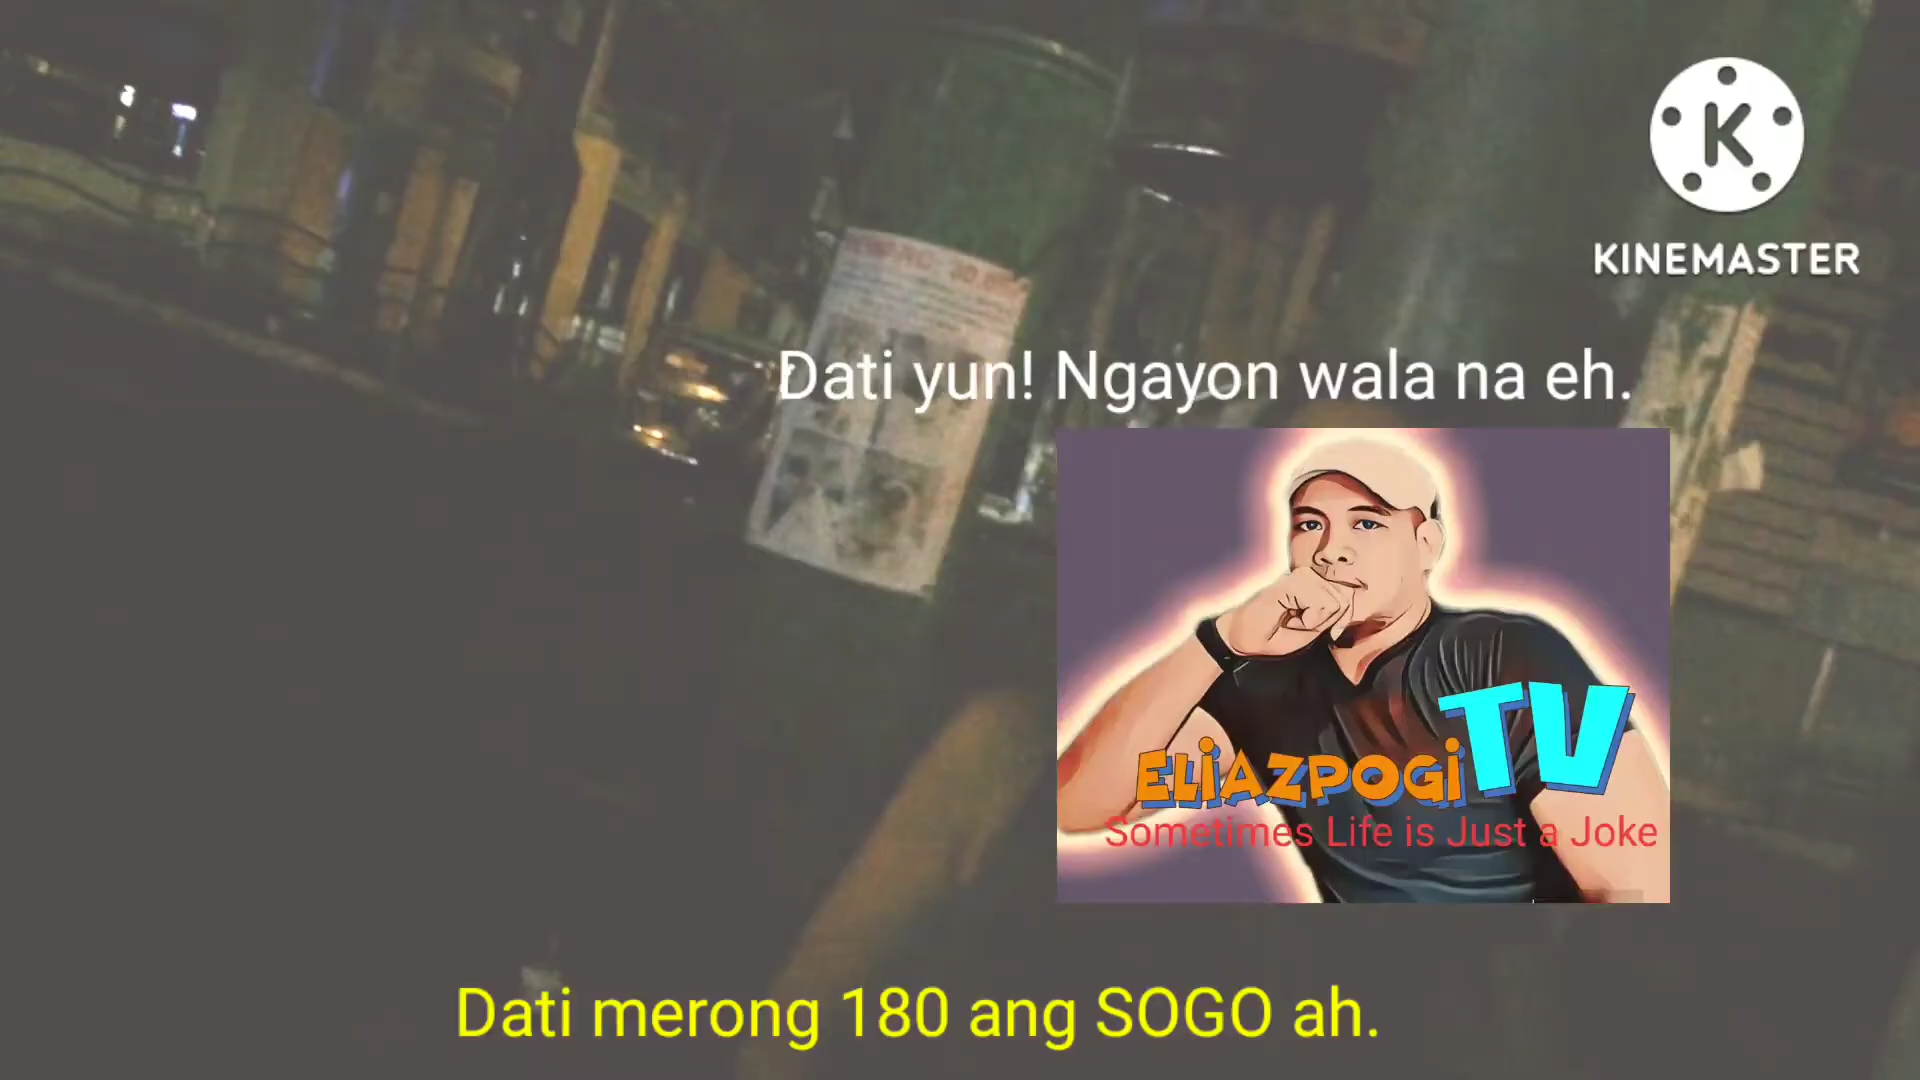 K
KINEMASTER
Dati yun! Ngayon wala na eh.
ELiAZPOGi TV
Sometimes Life is Just a Joke
Dati merong 180 ang SOGO ah.